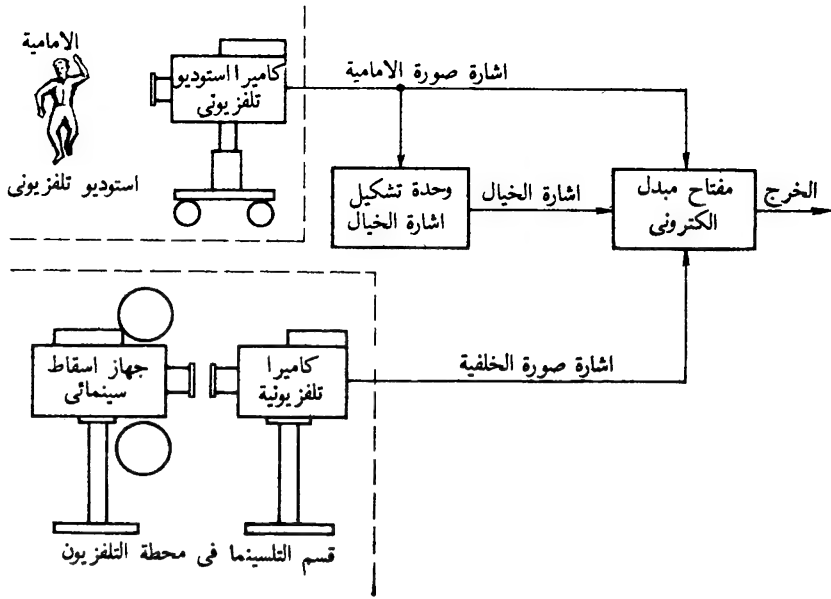 الامامية
كاميرا استوديو
تلفزيونى
استوديو تلفزيونى
اشارة صورة الامامية
وحدة تشكيل
اشارة الخيال
اشارة الخيال
مفتاح مبدل
الكترونى
الخرج
جهاز اسقاط
سينمائى
كاميرا
تلفزيونية
اشارة صورة الخلفية
قسم التلسينما فى محطة التلفزيون